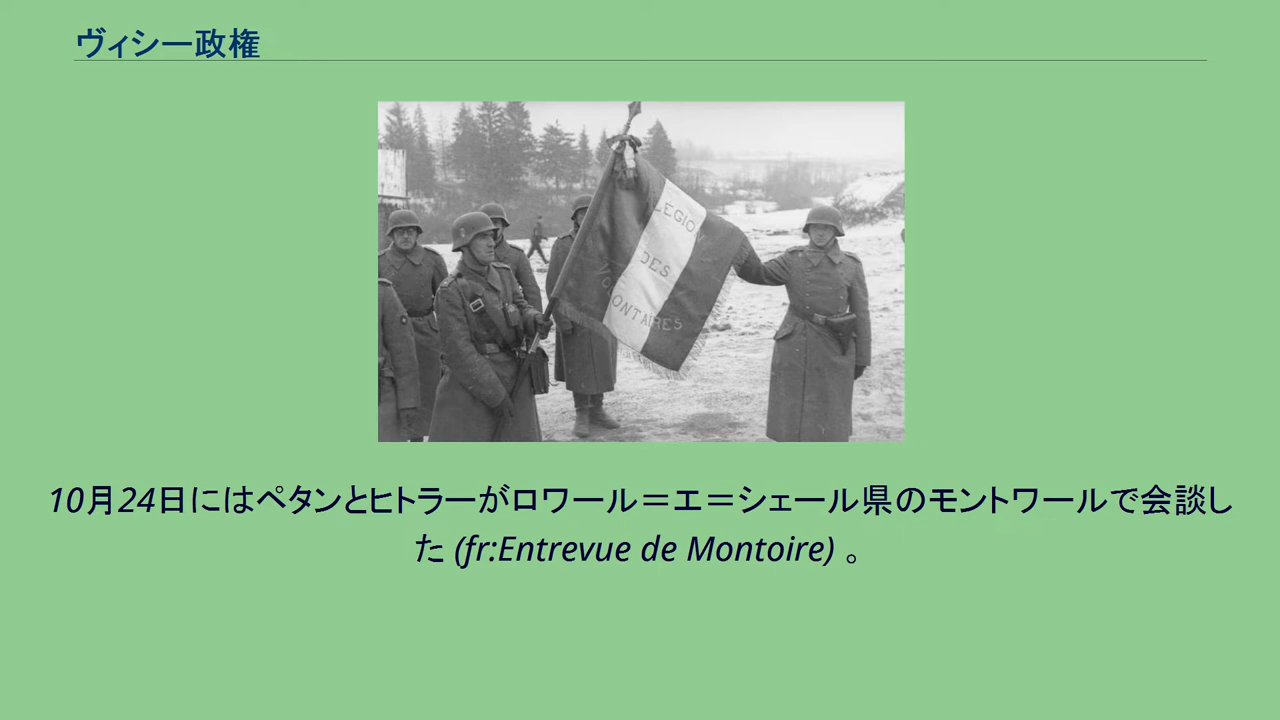 ヴィシー政権
LEGIO
DES
VOLONTAIRES
10月24日にはペタンとヒトラーがロワール＝エ＝シェール県のモントワールで会談し
た (fr:Entrevue de Montoire) 。